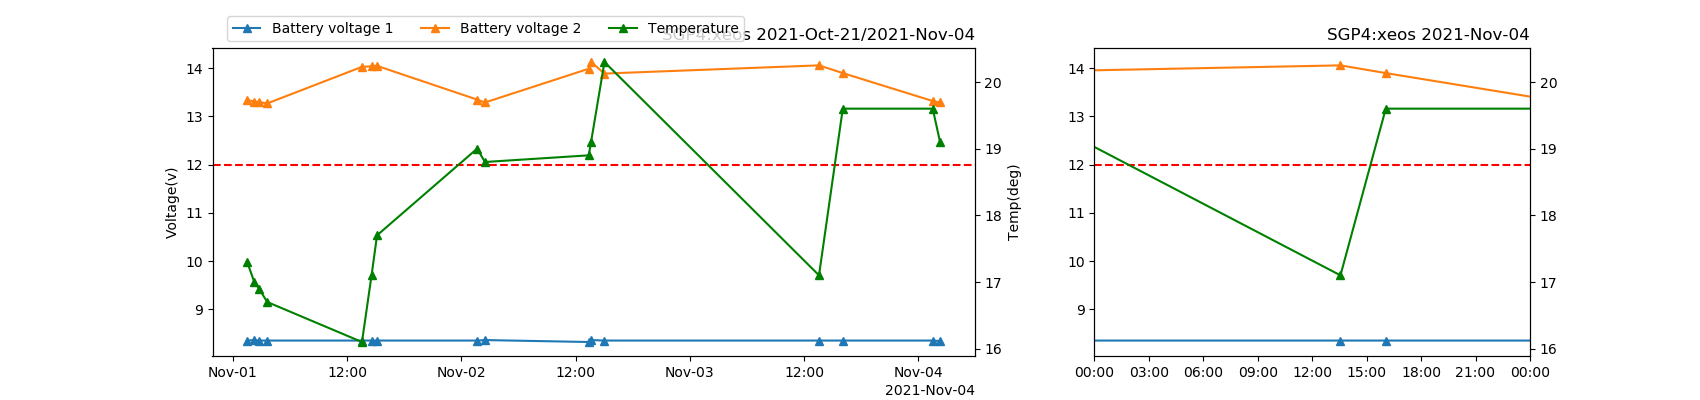 Battery voltage 1 Battery voltage 2 Temperature
SGP4:xeos 2021-Oct-21/2021-Nov-04
14
13
12
11
10
9
Voltage(v)
20
19
18
17
16
Temp(deg)
Nov-01 12:00 Nov-02 12:00 Nov-03 12:00 Nov-04
2021-Nov-04
SGP4:xeos 2021-Nov-04
14
13
12
11
10
9
20
19
18
17
16
00:00 03:00 06:00 09:00 12:00 15:00 18:00 21:00 00:00